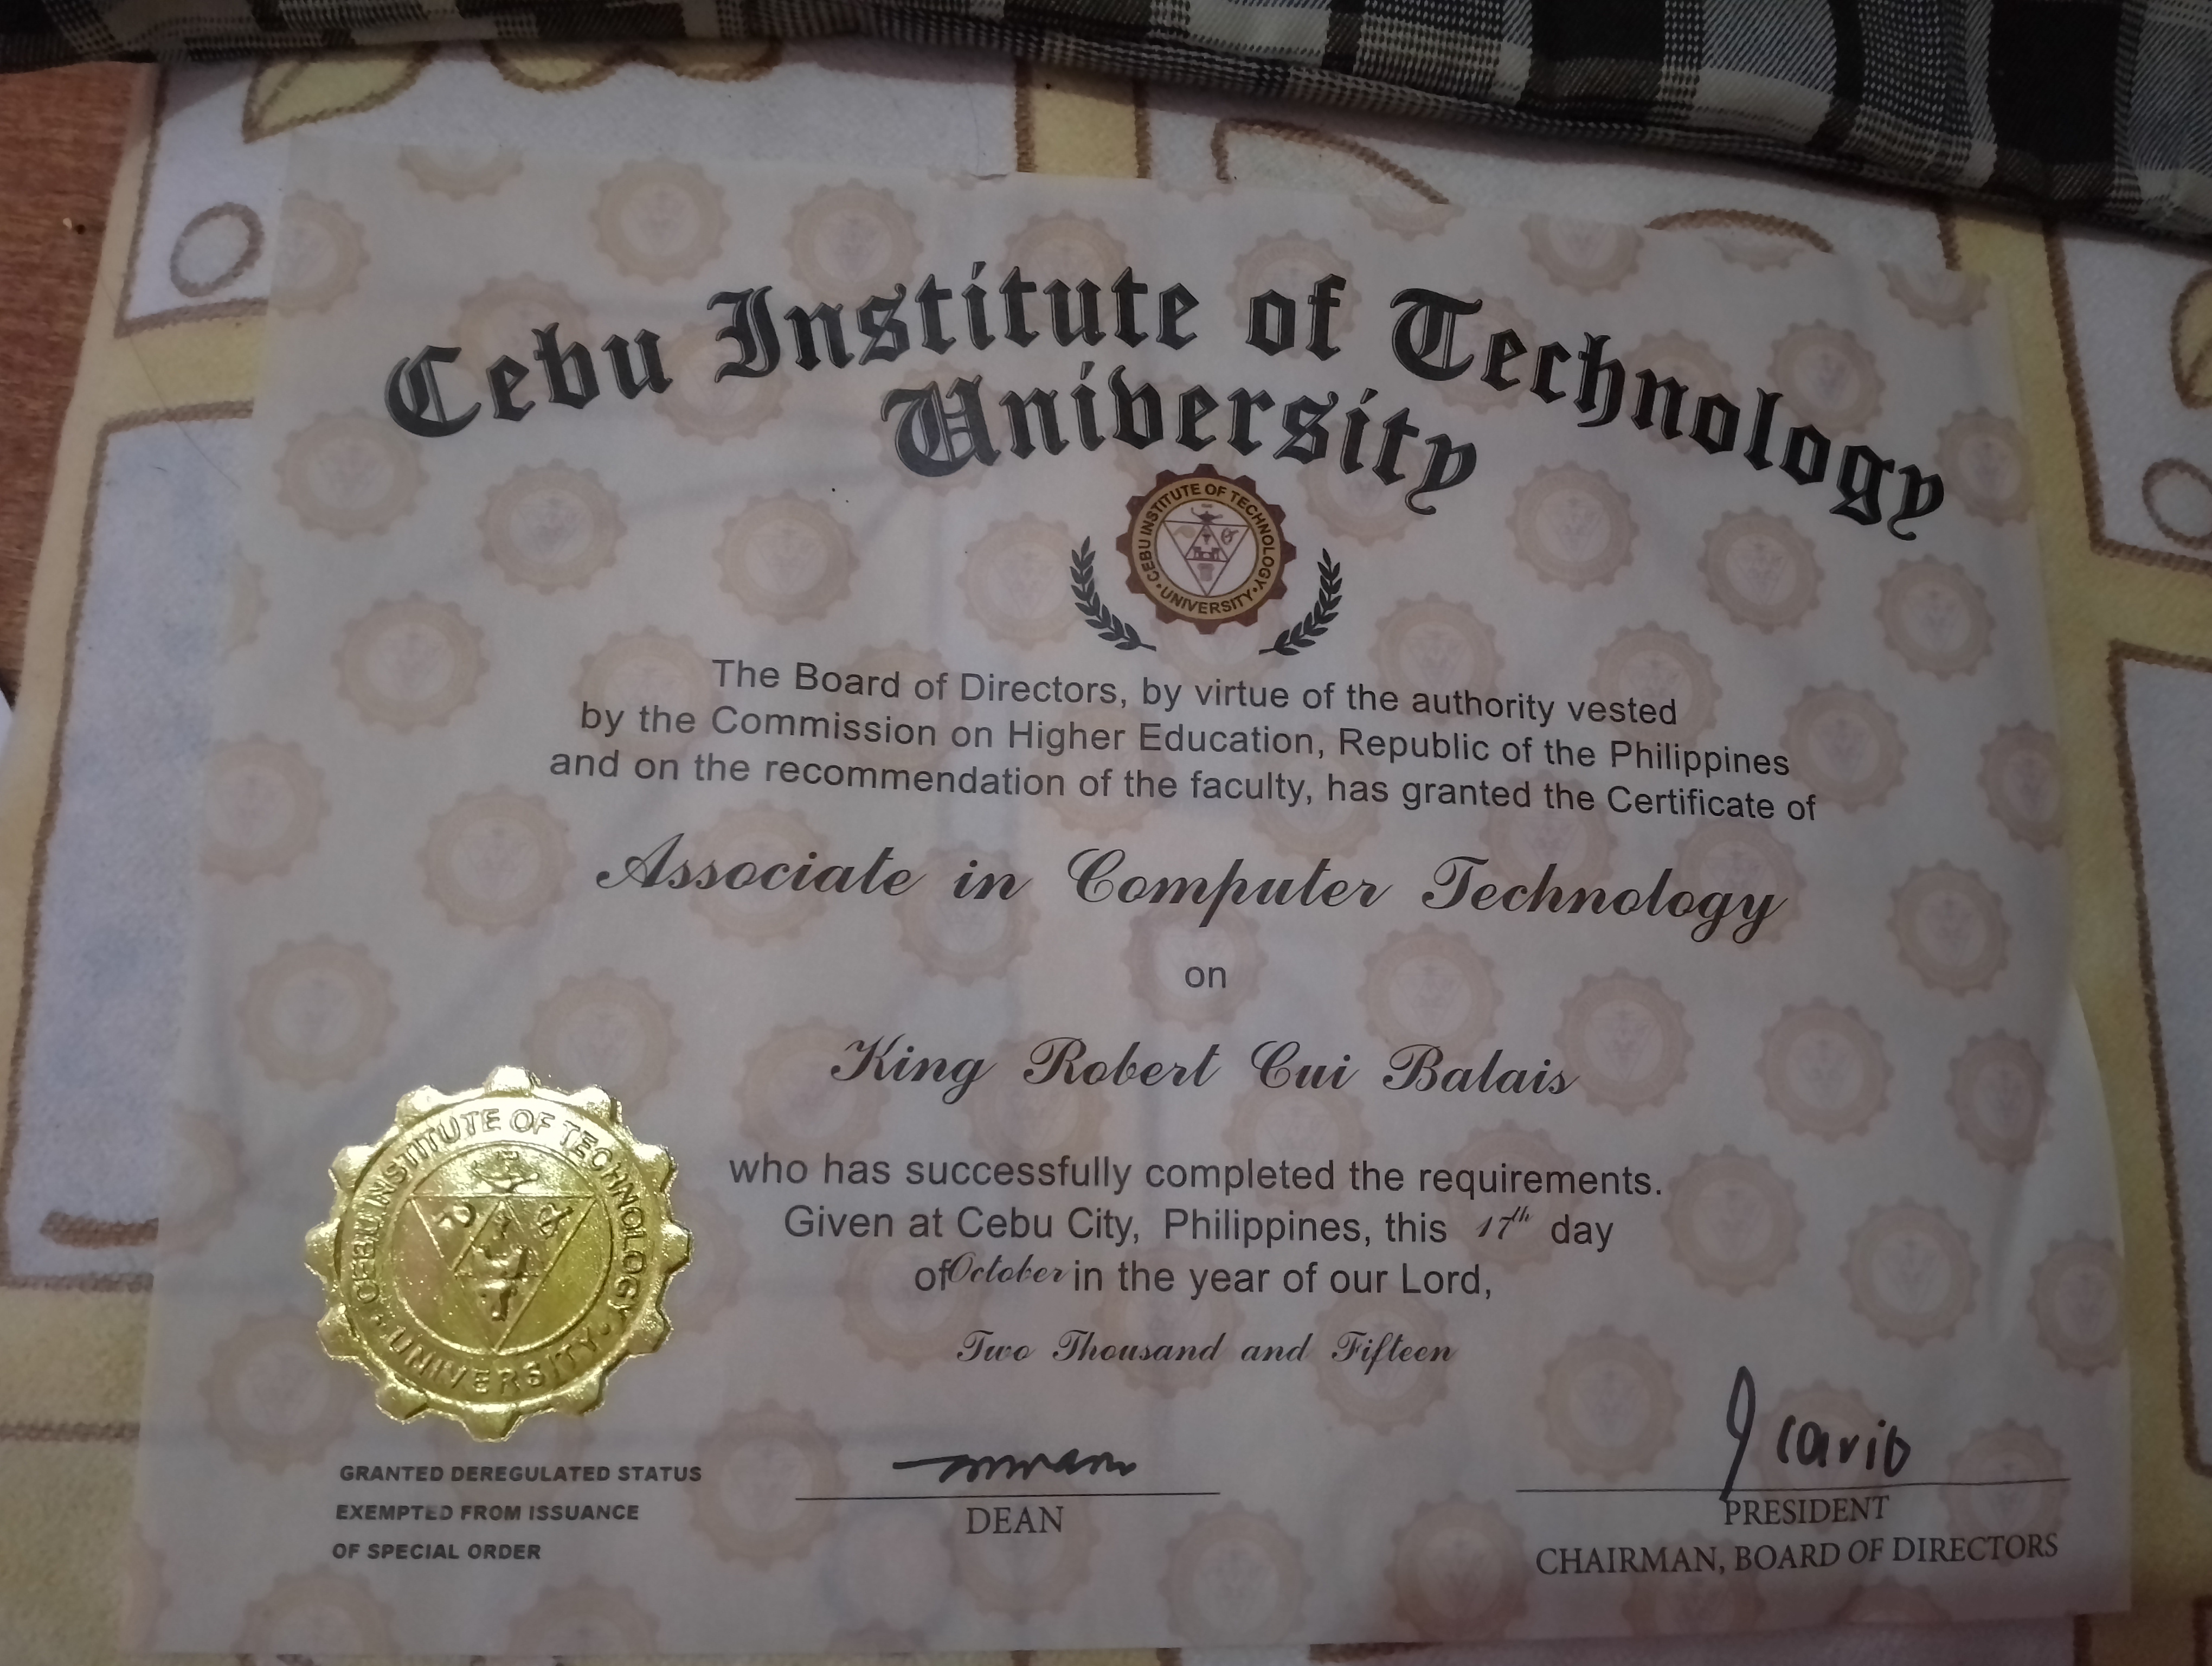 Cebu Institute of Technology
University
CEBU INSTITUTE OF TECHNOLOGY
UNIVERSITY
The Board of Directors, by virtue of the authority vested
by the Commission on Higher Education, Republic of the Philippines
and on the recommendation of the faculty, has granted the Certificate of
Associate in Computer Technology
on
King Robert Cui Balais
who has successfully completed the requirements.
Given at Cebu City, Philippines, this 17th day
of October in the year of our Lord,
Two Thousand and Fifteen
CEBU INSTITUTE OF TECHNOLOGY
UNIVERSITY
GRANTED DEREGULATED STATUS
EXEMPTED FROM ISSUANCE
OF SPECIAL ORDER
DEAN
PRESIDENT
CHAIRMAN, BOARD OF DIRECTORS